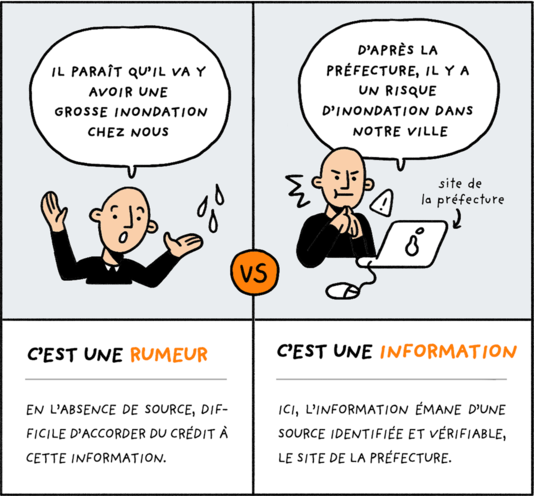 IL PARAÎT QU'IL VA Y
AVOIR UNE
GROSSE INONDATION
CHEZ NOUS
D'APRÈS LA
PRÉFECTURE, IL Y A
UN RISQUE
D'INONDATION DANS
NOTRE VILLE
site de
la préfecture
VS
C'EST UNE RUMEUR
EN L'ABSENCE DE SOURCE, DIF-
FICILE D'ACCORDER DU CRÉDIT À
CETTE INFORMATION.
C'EST UNE INFORMATION
ICI, L'INFORMATION ÉMANE D'UNE
SOURCE IDENTIFIÉE ET VÉRIFIABLE,
LE SITE DE LA PRÉFECTURE.